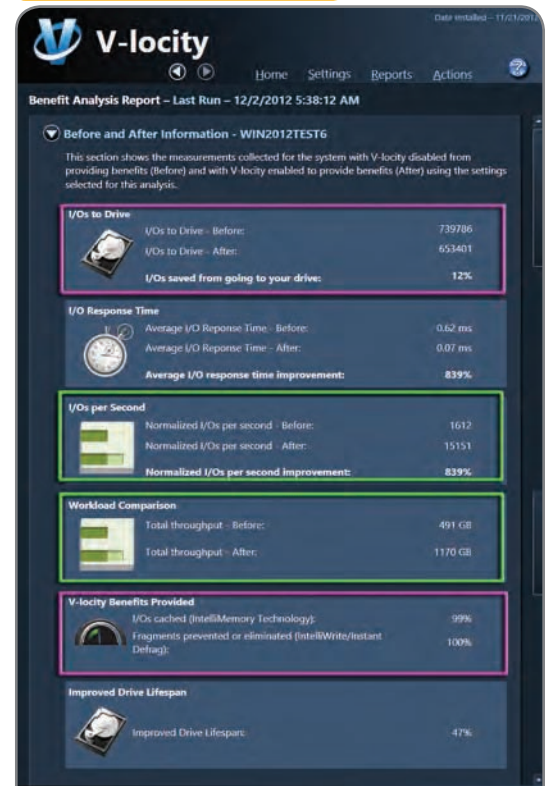 Date installed – 11/21/2012
V-locity
Home Settings Reports Actions
Benefit Analysis Report – Last Run – 12/2/2012 5:38:12 AM
Before and After Information - WIN2012TEST6
This section shows the measurements collected for the system with V-locity disabled from
providing benefits (Before) and with V-locity enabled to provide benefits (After) using the settings
selected for this analysis.
I/Os to Drive
I/Os to Drive - Before: 739786
I/Os to Drive - After: 653401
I/Os saved from going to your drive: 12%
I/O Response Time
Average I/O Reponse Time - Before: 0.62 ms
Average I/O Reponse Time - After: 0.07 ms
Average I/O response time improvement: 839%
I/Os per Second
Normalized I/Os per second - Before: 1612
Normalized I/Os per second - After: 15151
Normalized I/Os per second improvement: 839%
Workload Comparison
Total throughput - Before: 491 GB
Total throughput - After: 1170 GB
V-locity Benefits Provided
I/Os cached (IntelliMemory Technology): 99%
Fragments prevented or eliminated (IntelliWrite/Instant
Defrag): 100%
Improved Drive Lifespan
Improved Drive Lifespan: 47%